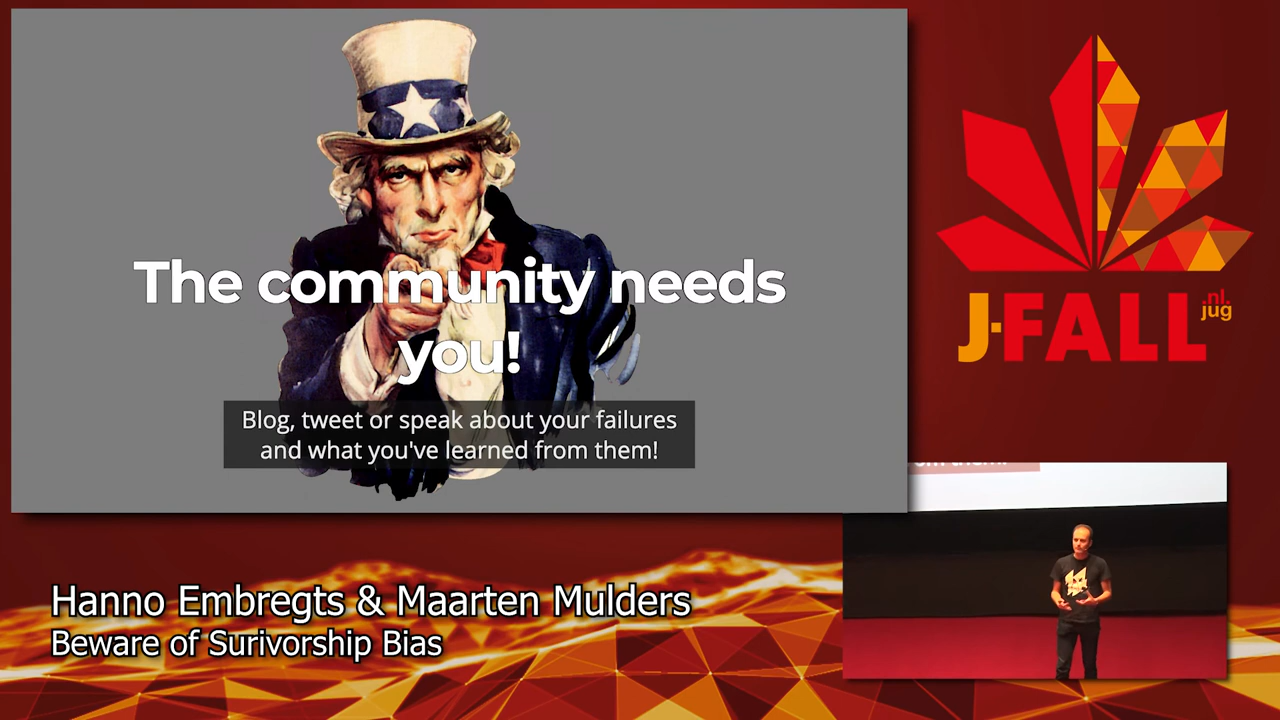 The community needs
you!
Blog, tweet or speak about your failures
and what you've learned from them!
J-FALL
nl.
jug
Hanno Embregts & Maarten Mulders
Beware of Surivorship Bias